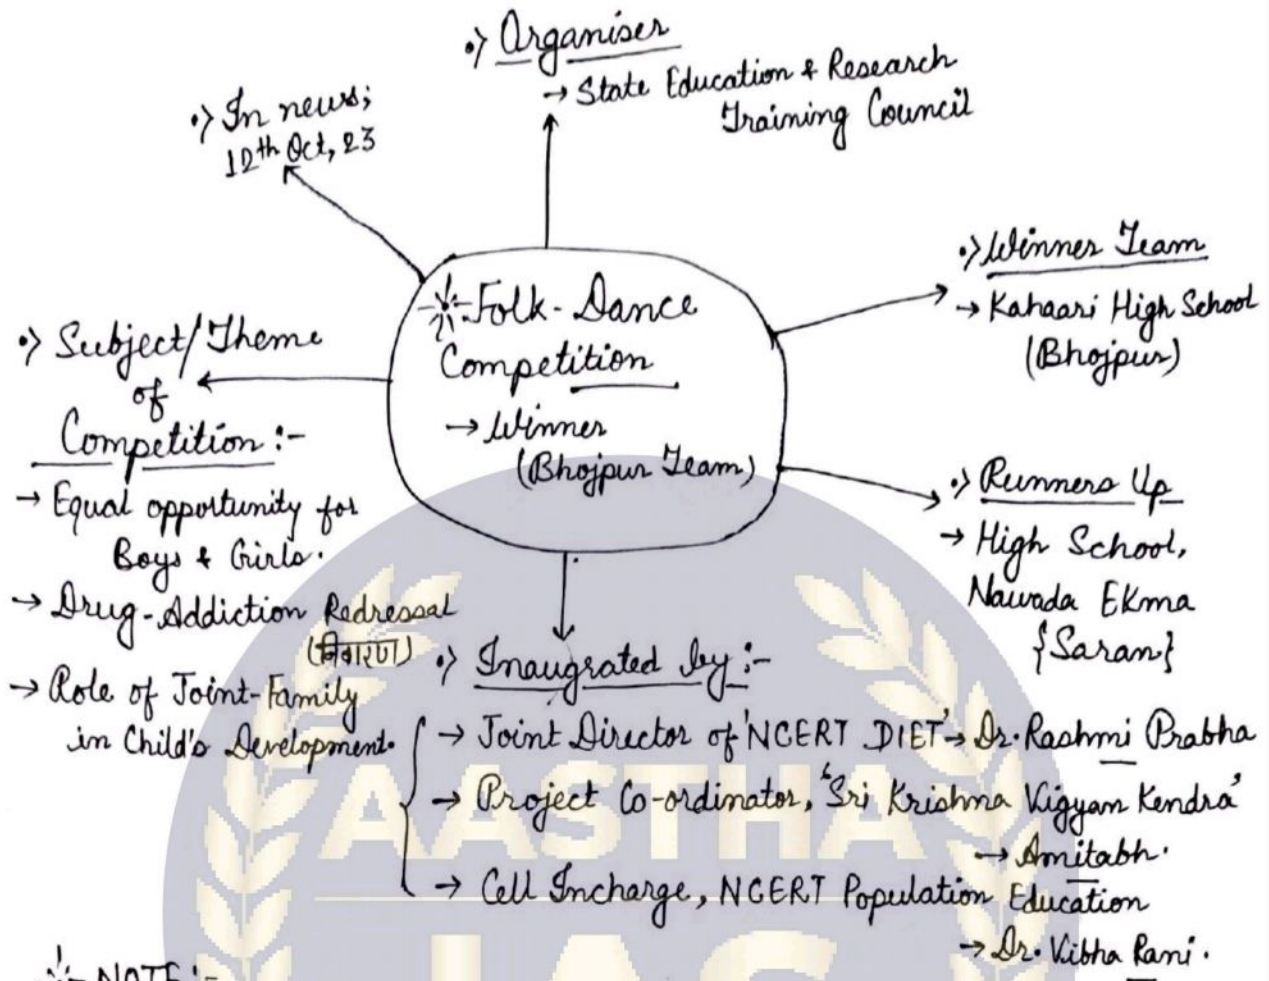 •) Organiser
→ State Education & Research
Training Council
•) In news;
12th Oct, 23
Folk-Dance
Competition
→ Winner
(Bhojpur Team)
•) Winner Team
→ Kahaari High School
(Bhojpur)
•) Runners Up
→ High School,
Nawada Ekma
{Saran}
•) Subject/Theme
of
Competition :-
→ Equal opportunity for
Boys & Girls.
→ Drug-Addiction Redressal
(निवारण)
→ Role of Joint-Family
in Child's Development.
•) Inaugrated by :-
→ Joint Director of 'NCERT DIET' → Dr. Rashmi Prabha
→ Project Co-ordinator, 'Sri Krishna Vigyam Kendra'
→ Amitabh.
→ Cell Incharge, NCERT Population Education
→ Dr. Vibha Rani.
NOTE :-
AASTHA
IAS